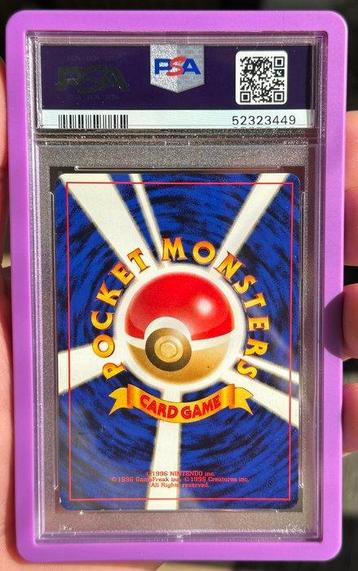 PSA
PSA
52323449
POCKET MONSTERS
CARD GAME
©1996 NINTENDO inc.
©1996 GameFreak inc. ©1996 Creatures inc.
All Rights reserved.